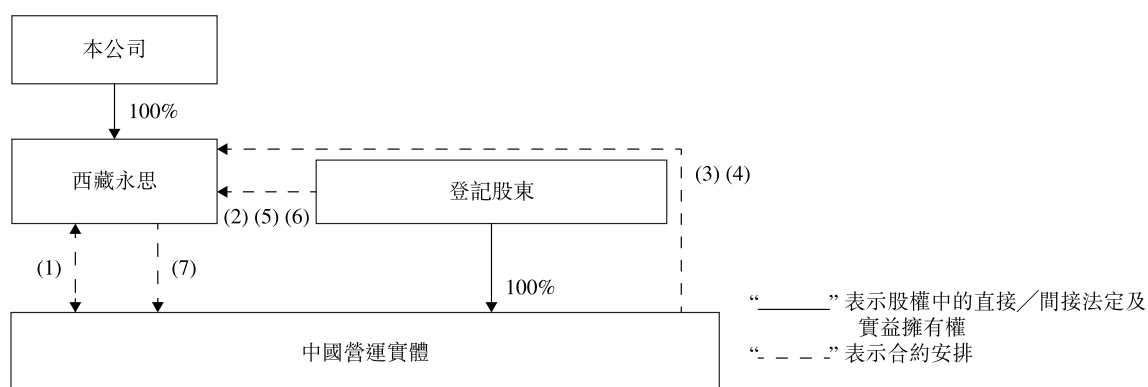 本公司
100%
西藏永思
登記股東
(3) (4)
(2) (5) (6)
(1)
(7)
100%
中國營運實體
“______” 表示股權中的直接／間接法定及
實益擁有權
“_ _ _ _” 表示合約安排